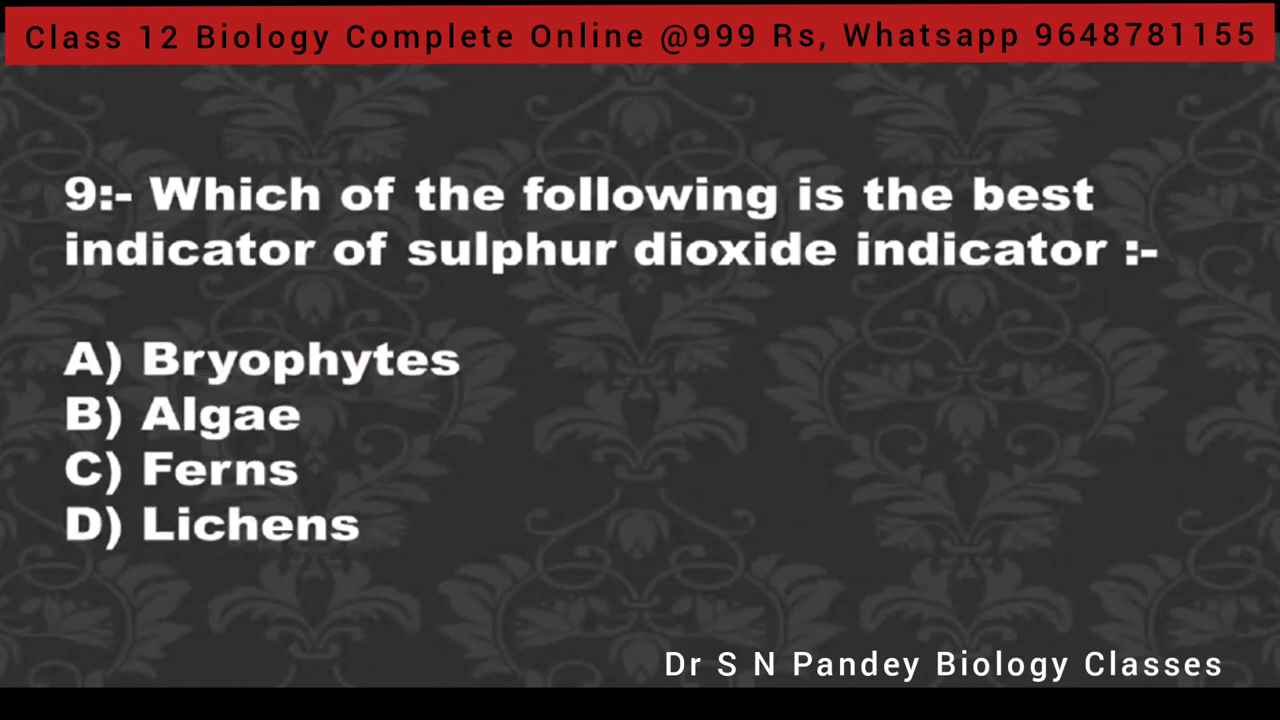 Class 12 Biology Complete Online @999 Rs, Whatsapp 9648781155
9:- Which of the following is the best
indicator of sulphur dioxide indicator :-
A) Bryophytes
B) Algae
C) Ferns
D) Lichens
Dr S N Pandey Biology Classes